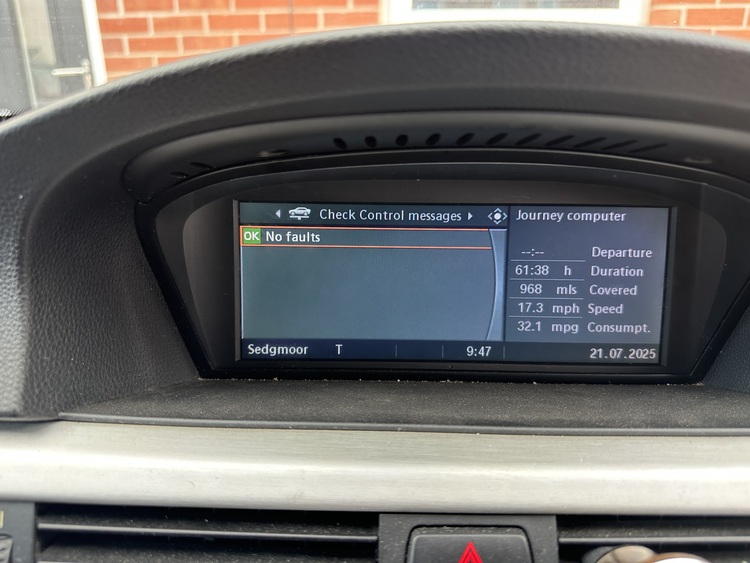 Check Control messages
OK No faults
Journey computer
--:-- Departure
61:38 h Duration
968 mls Covered
17.3 mph Speed
32.1 mpg Consumpt.
Sedgmoor T 9:47 21.07.2025